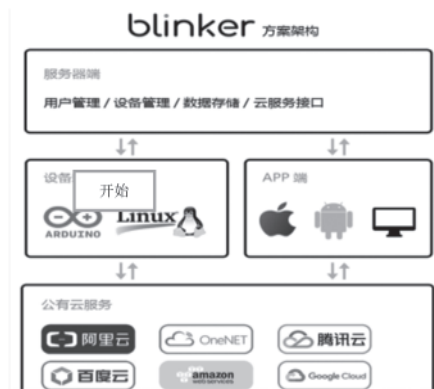 blinker 方案架构
服务器端
用户管理 / 设备管理 / 数据存储 / 云服务接口
设备
开始
APP 端
ARDUINO
Linux
公有云服务
阿里云
OneNET
腾讯云
百度云
amazon
web services
Google Cloud